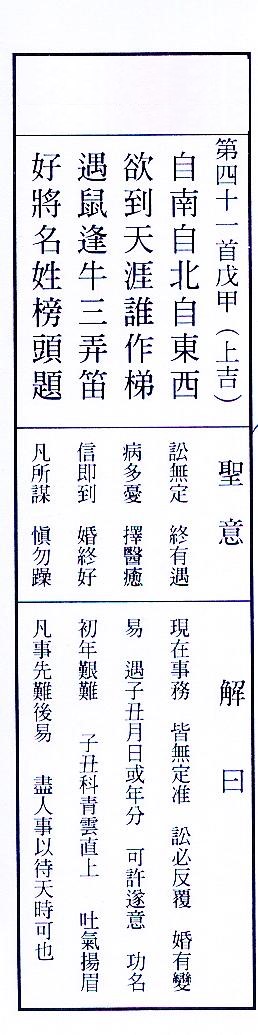 第四十一首戊甲（上吉）
自南自北自東西
欲到天涯誰作梯
遇鼠逢牛三弄笛
好將名姓榜頭題
聖意
訟無定　終有遇
病多憂　擇醫癒
信即到　婚終好
凡所謀　慎勿躁
解曰
現在事務　皆無定准　訟必反覆　婚有變
易　遇子丑月日或年分　可許遂意　功名
初年艱難　子丑科青雲直上　吐氣揚眉
凡事先難後易　盡人事以待天時可也